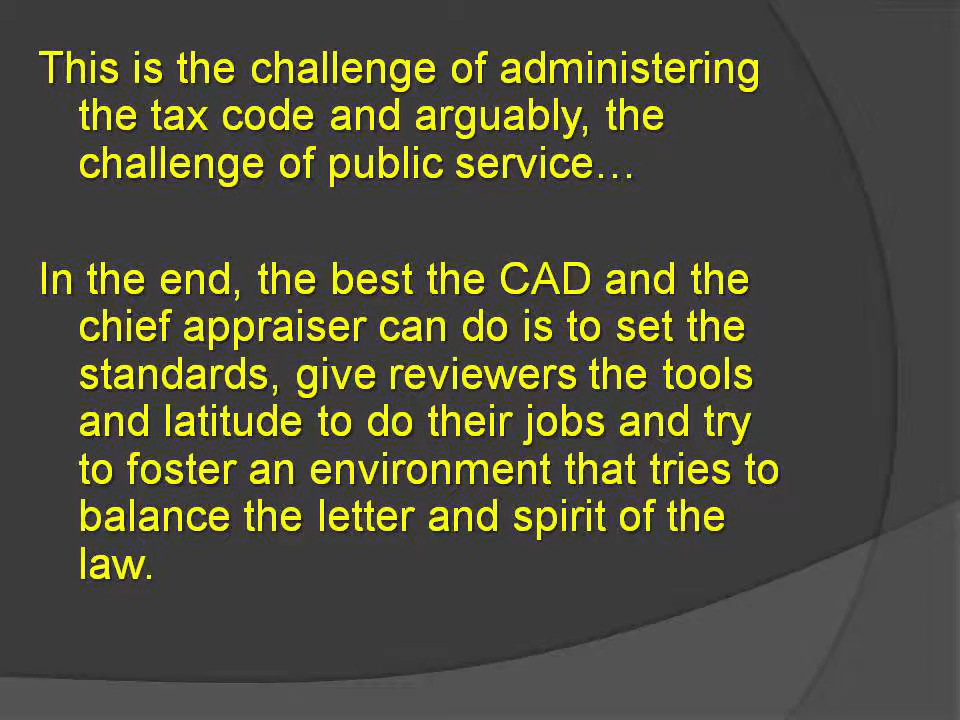 This is the challenge of administering
the tax code and arguably, the
challenge of public service…
In the end, the best the CAD and the
chief appraiser can do is to set the
standards, give reviewers the tools
and latitude to do their jobs and try
to foster an environment that tries to
balance the letter and spirit of the
law.